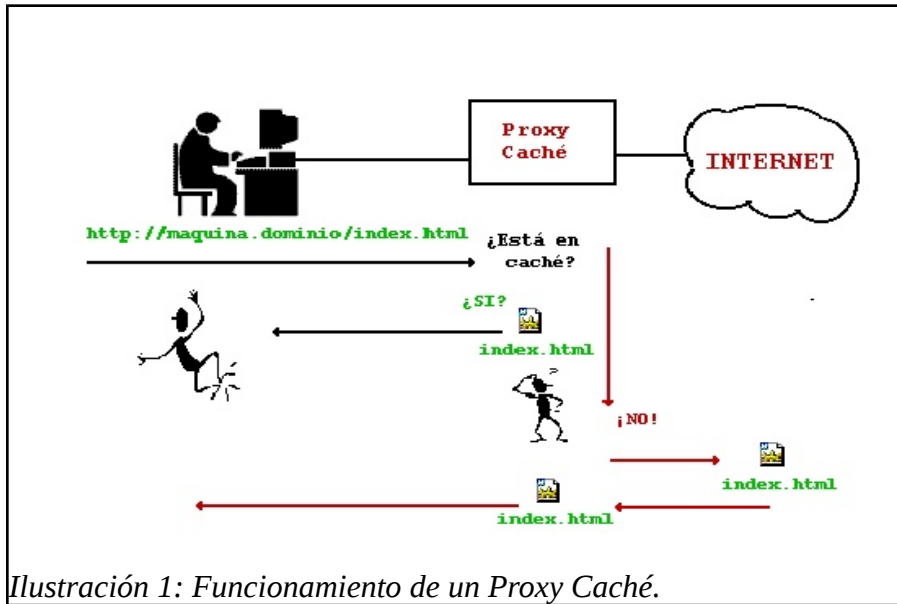 Proxy
Caché
INTERNET
http://maquina.dominio/index.html
¿Está en
caché?
¿SI?
index.html
¡NO!
index.html
index.html
Ilustración 1: Funcionamiento de un Proxy Caché.